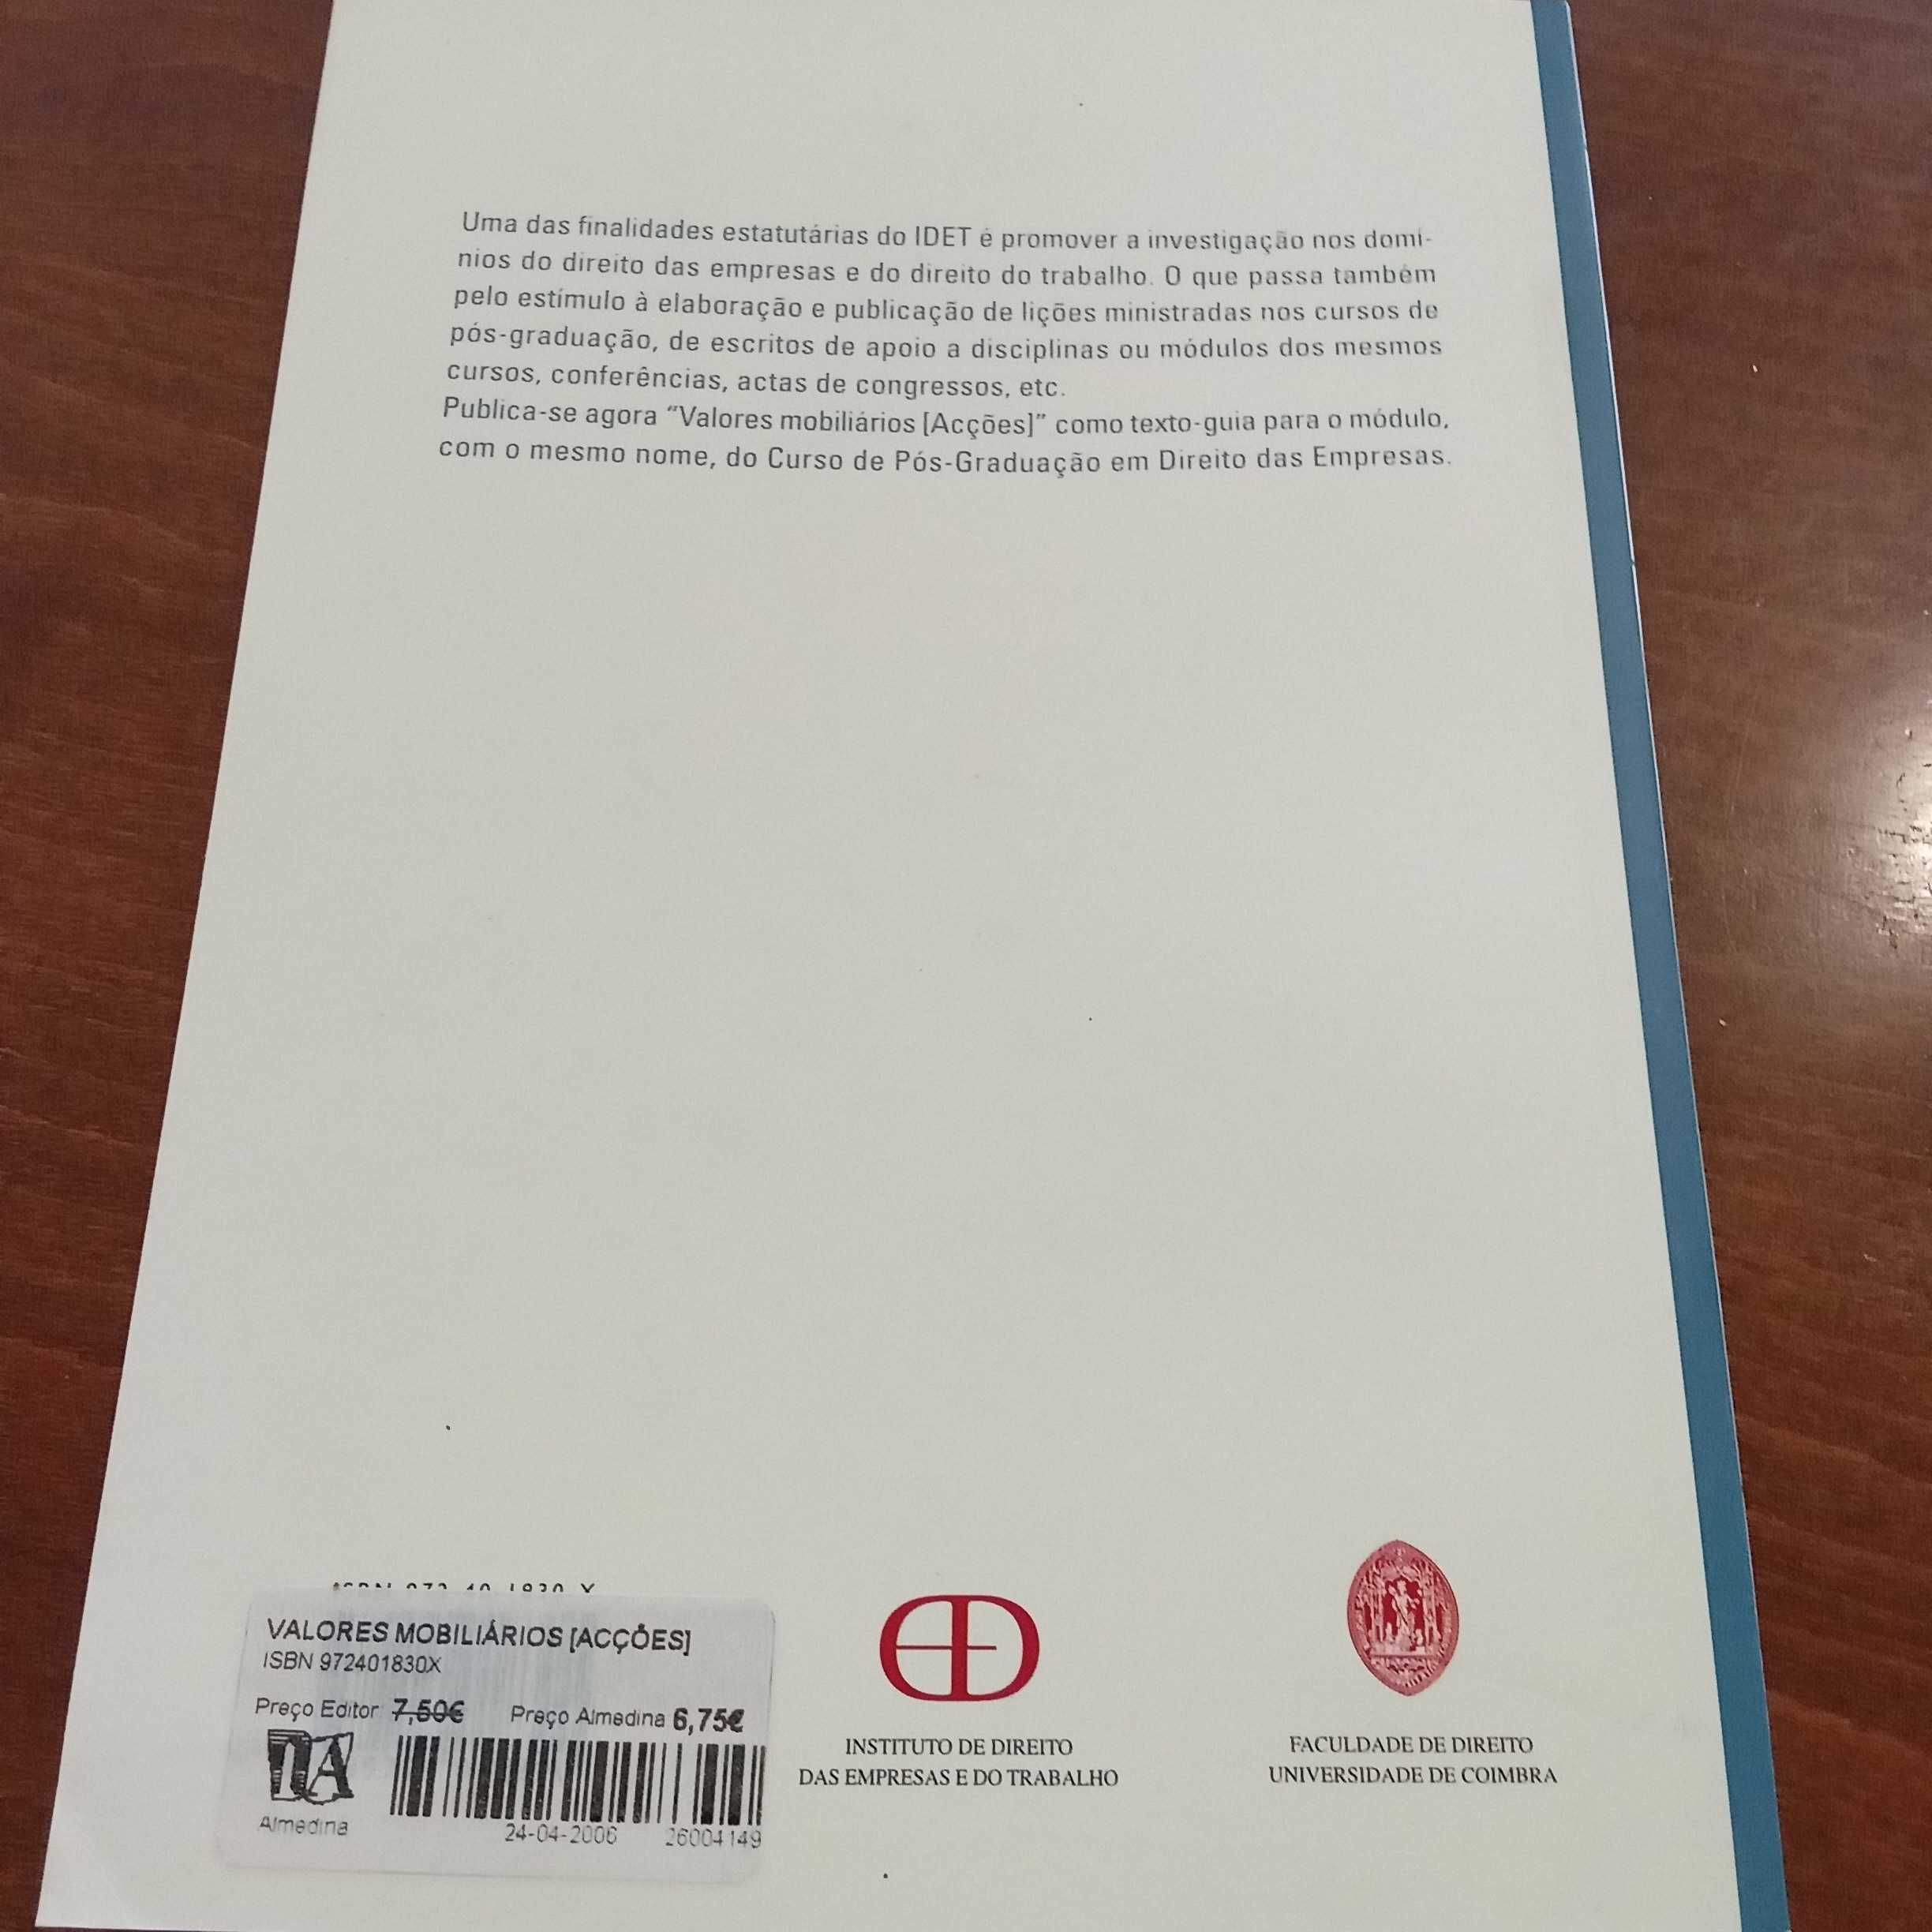 Uma das finalidades estatutárias do IDET é promover a investigação nos domí-
nios do direito das empresas e do direito do trabalho. O que passa também
pelo estímulo à elaboração e publicação de lições ministradas nos cursos de
pós-graduação, de escritos de apoio a disciplinas ou módulos dos mesmos
cursos, conferências, actas de congressos, etc.
Publica-se agora “Valores mobiliários [Acções]” como texto-guia para o módulo,
com o mesmo nome, do Curso de Pós-Graduação em Direito das Empresas.
VALORES MOBILIÁRIOS [ACÇÕES]
ISBN 972401830X
Preço Editor 7,50€ Preço Almedina 6,75€
Almedina
24-04-2006 26004149
INSTITUTO DE DIREITO
DAS EMPRESAS E DO TRABALHO
FACULDADE DE DIREITO
UNIVERSIDADE DE COIMBRA